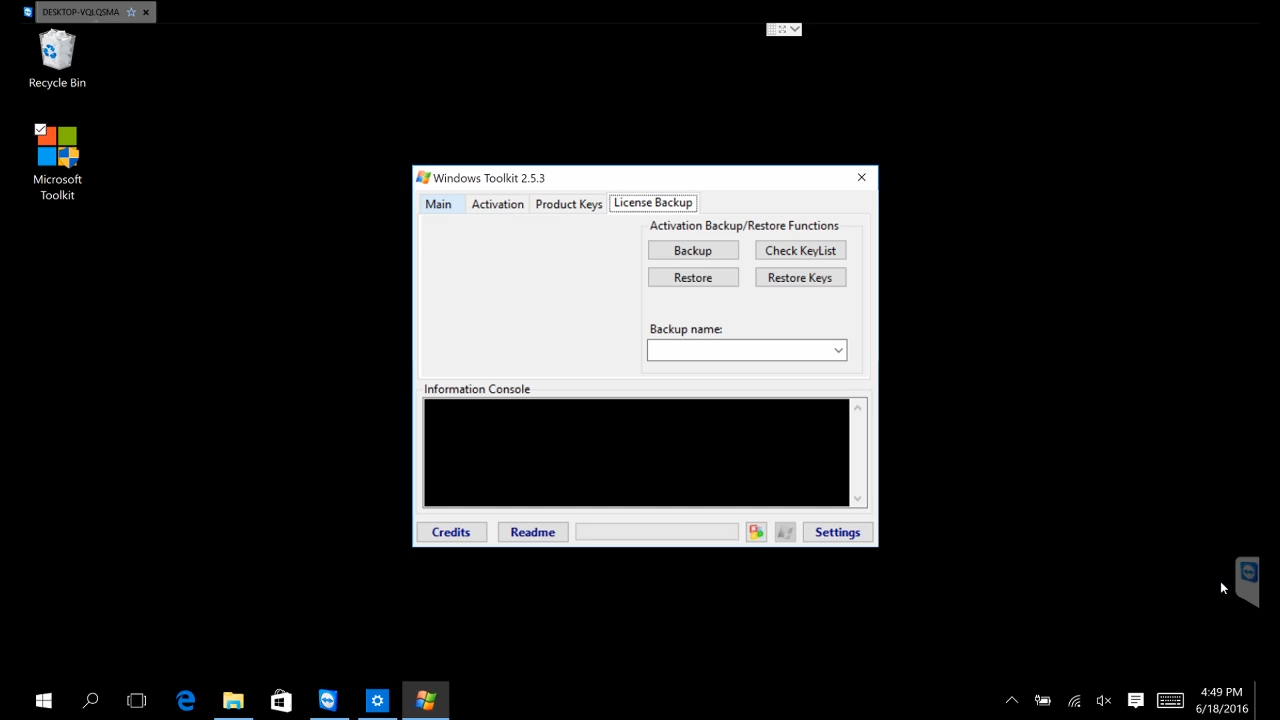 DESKTOP-VQLQSMA
Recycle Bin
Microsoft
Toolkit
Windows Toolkit 2.5.3
Main
Activation
Product Keys
License Backup
Activation Backup/Restore Functions
Backup
Check KeyList
Restore
Restore Keys
Backup name:
Information Console
Credits
Readme
Settings
4:49 PM
6/18/2016